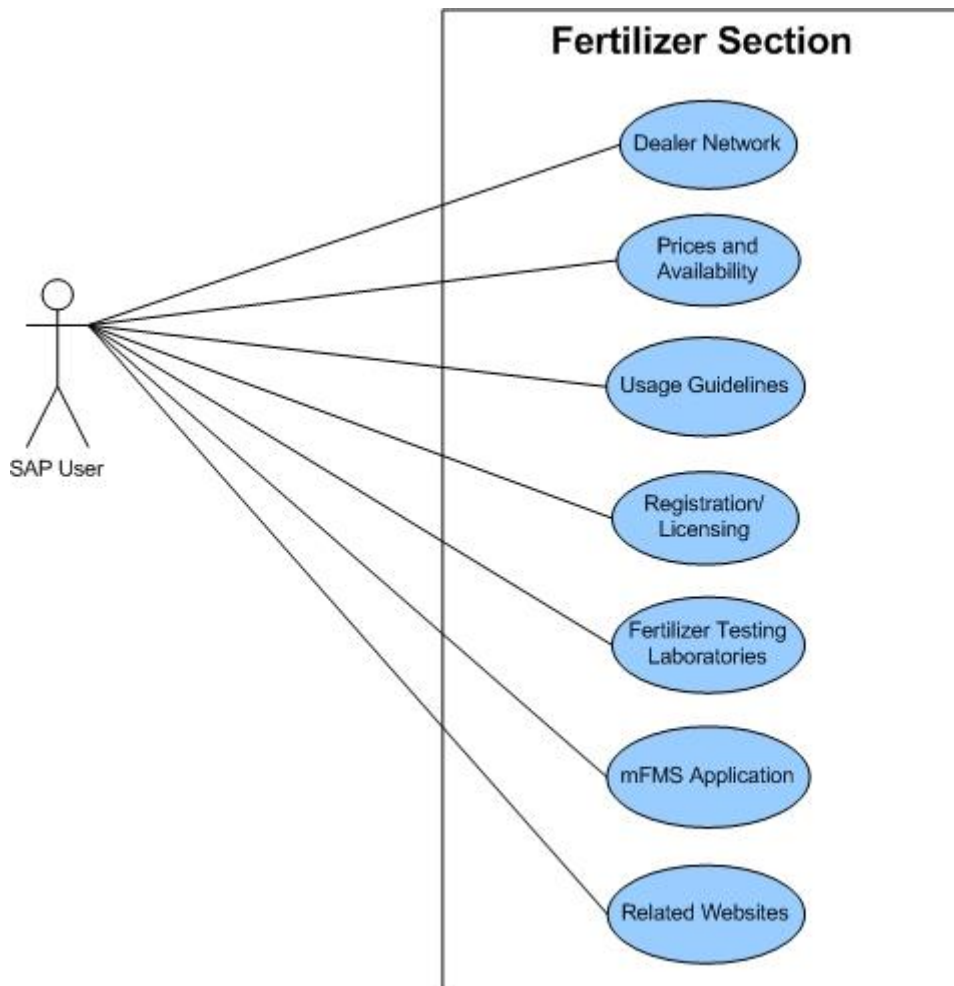 Fertilizer Section
Dealer Network
Prices and
Availability
Usage Guidelines
SAP User
Registration/
Licensing
Fertilizer Testing
Laboratories
mFMS Application
Related Websites